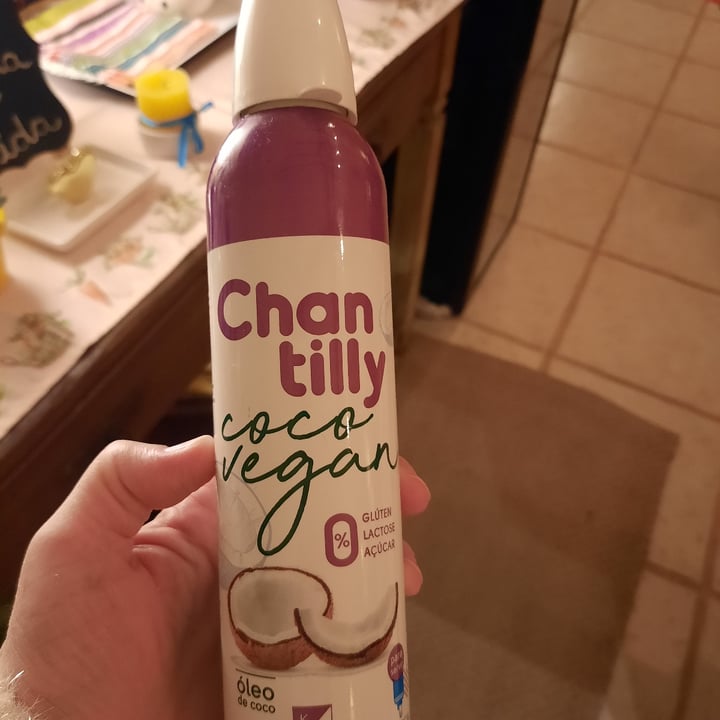 Chan
tilly
coco
vegan
0%
GLÚTEN
LACTOSE
AÇÚCAR
óleo
de coco